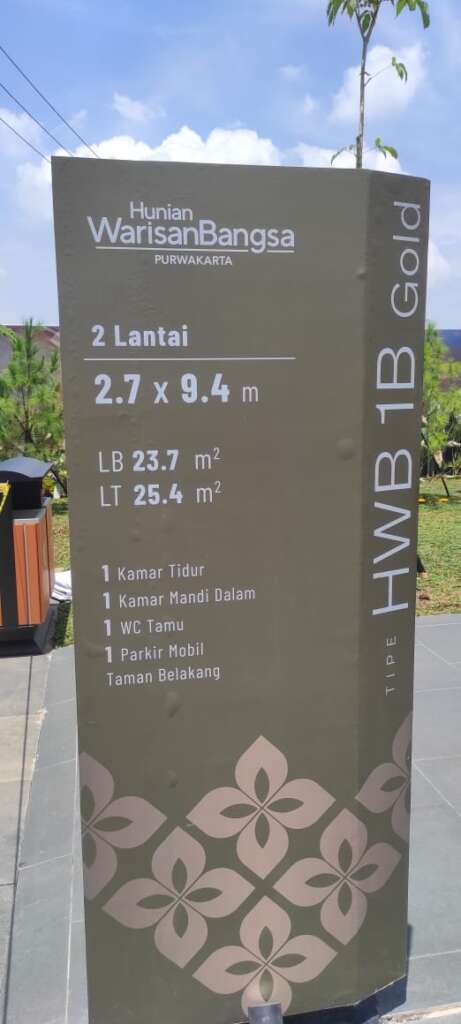 Hunian
WarisanBangsa
PURWAKARTA
2 Lantai
2.7 x 9.4 m
LB 23.7 m²
LT 25.4 m²
1 Kamar Tidur
1 Kamar Mandi Dalam
1 WC Tamu
1 Parkir Mobil
Taman Belakang
TIPE HWB 1B Gold